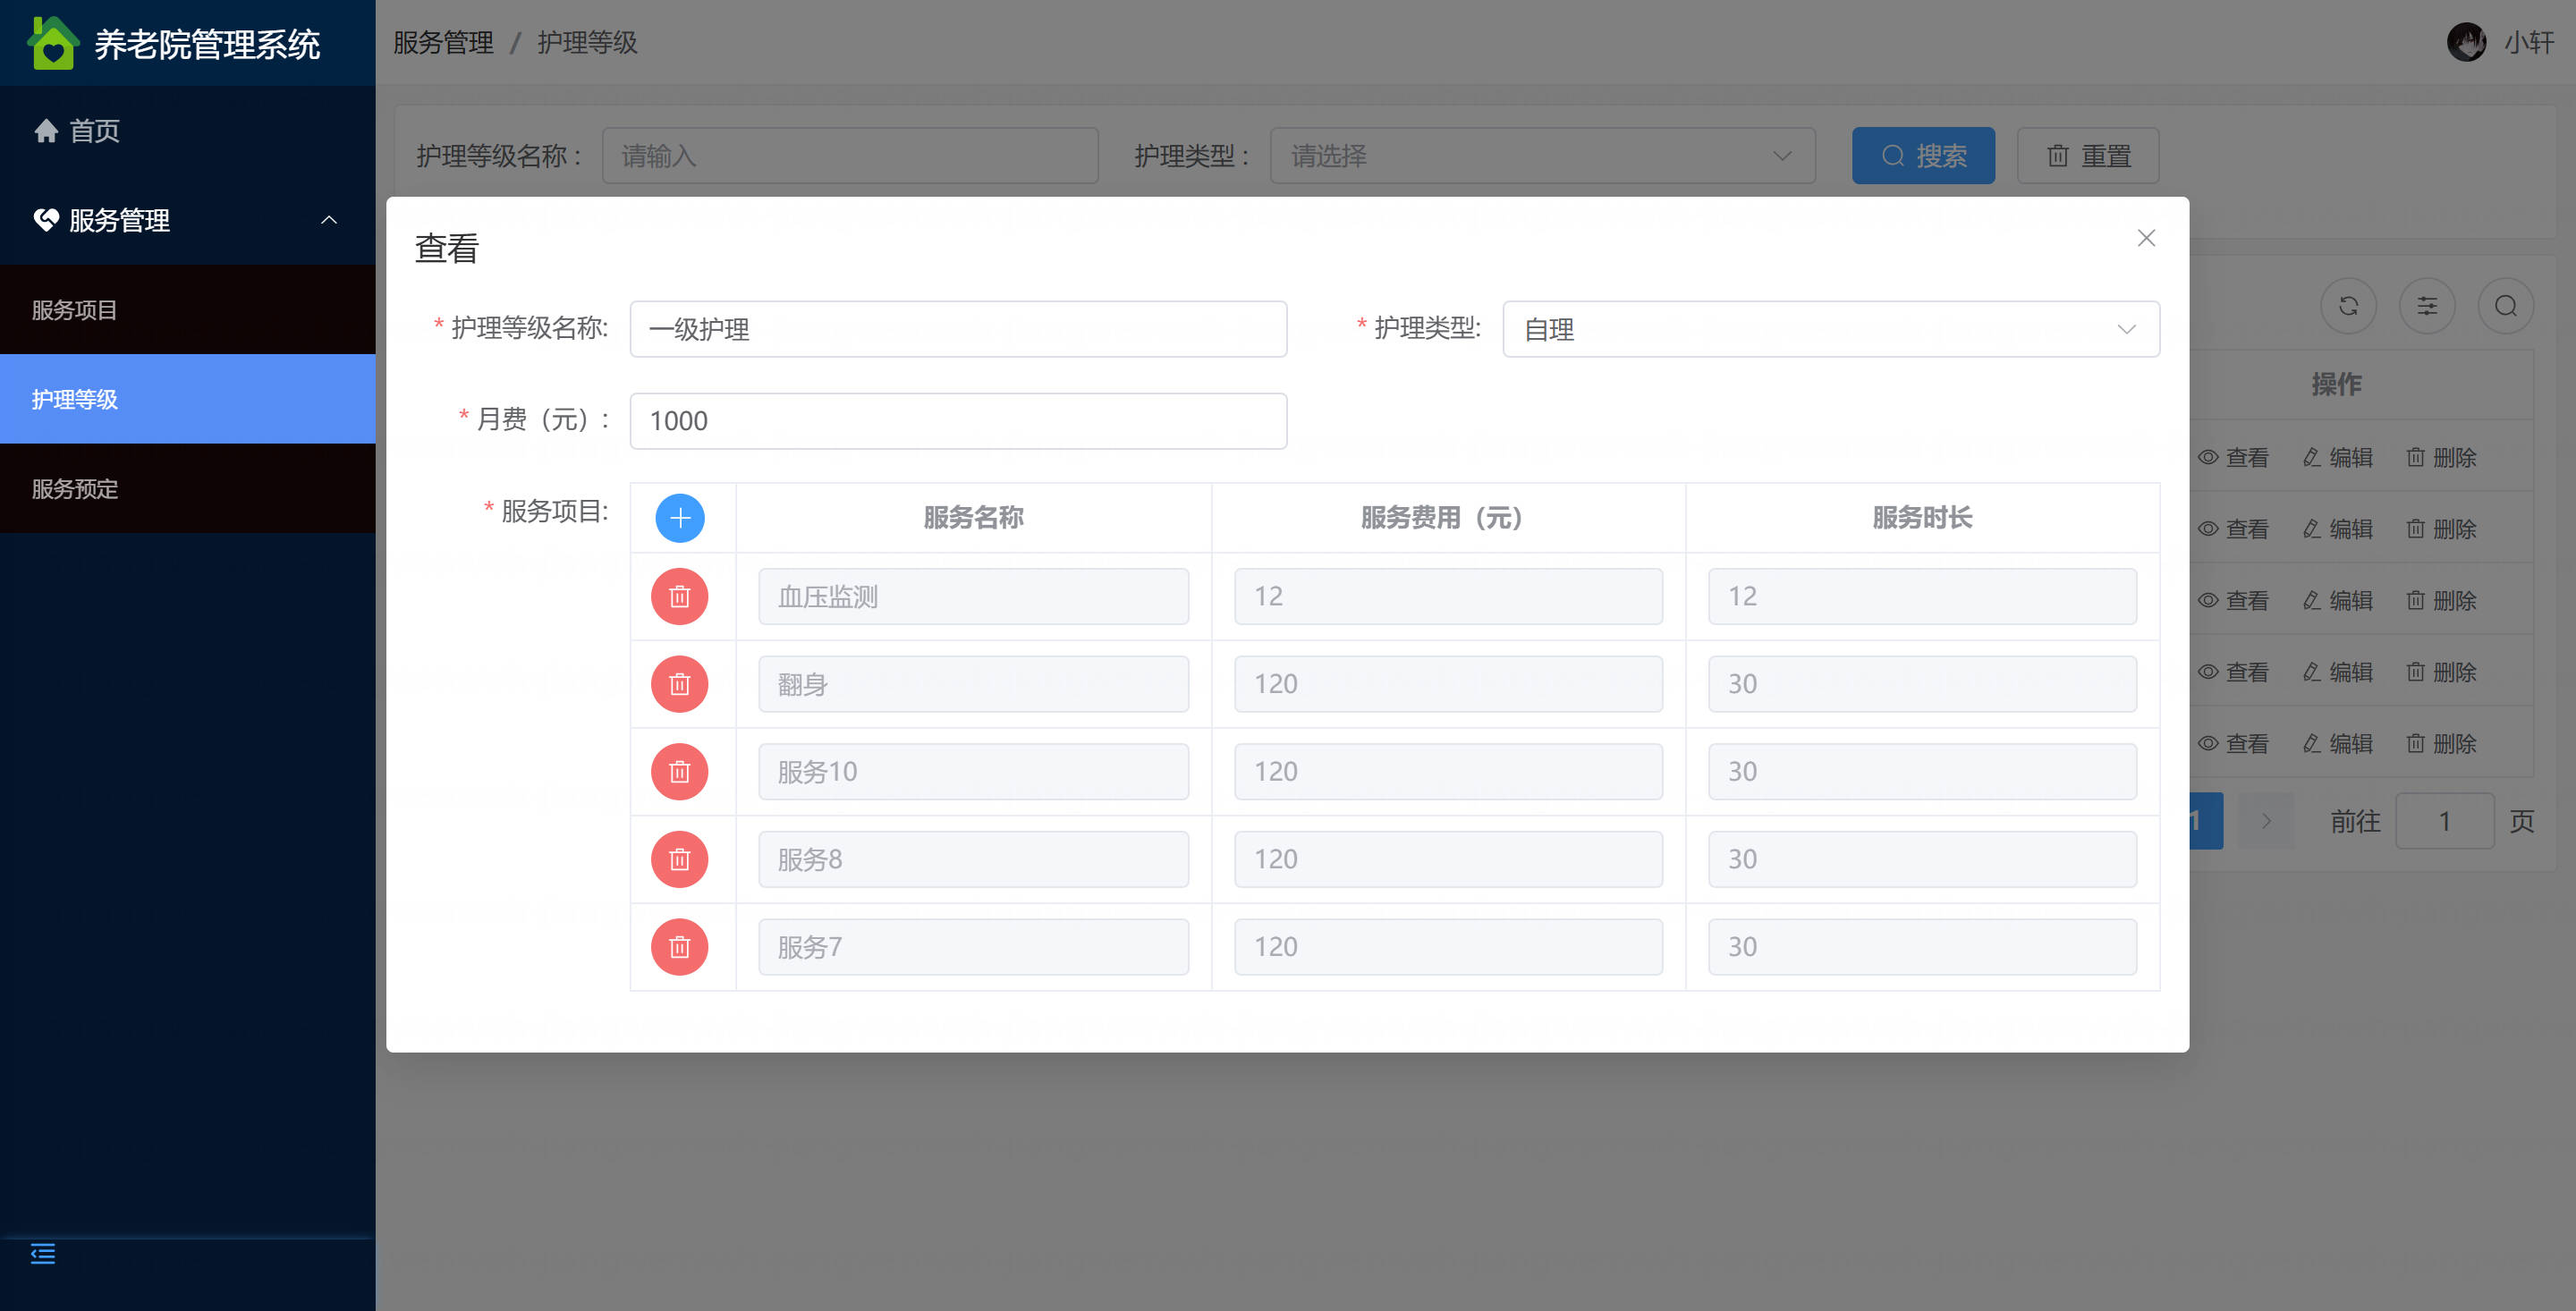 养老院管理系统
服务管理 / 护理等级
小轩
首页
服务管理
服务项目
护理等级
服务预定
护理等级名称： 请输入 护理类型： 请选择 搜索 重置
查看
* 护理等级名称: 一级护理 * 护理类型: 自理
* 月费（元）: 1000
* 服务项目: 服务名称 服务费用（元） 服务时长
血压监测 12 12
翻身 120 30
服务10 120 30
服务8 120 30
服务7 120 30
操作
查看 编辑 删除
查看 编辑 删除
查看 编辑 删除
查看 编辑 删除
查看 编辑 删除
1 前往 1 页